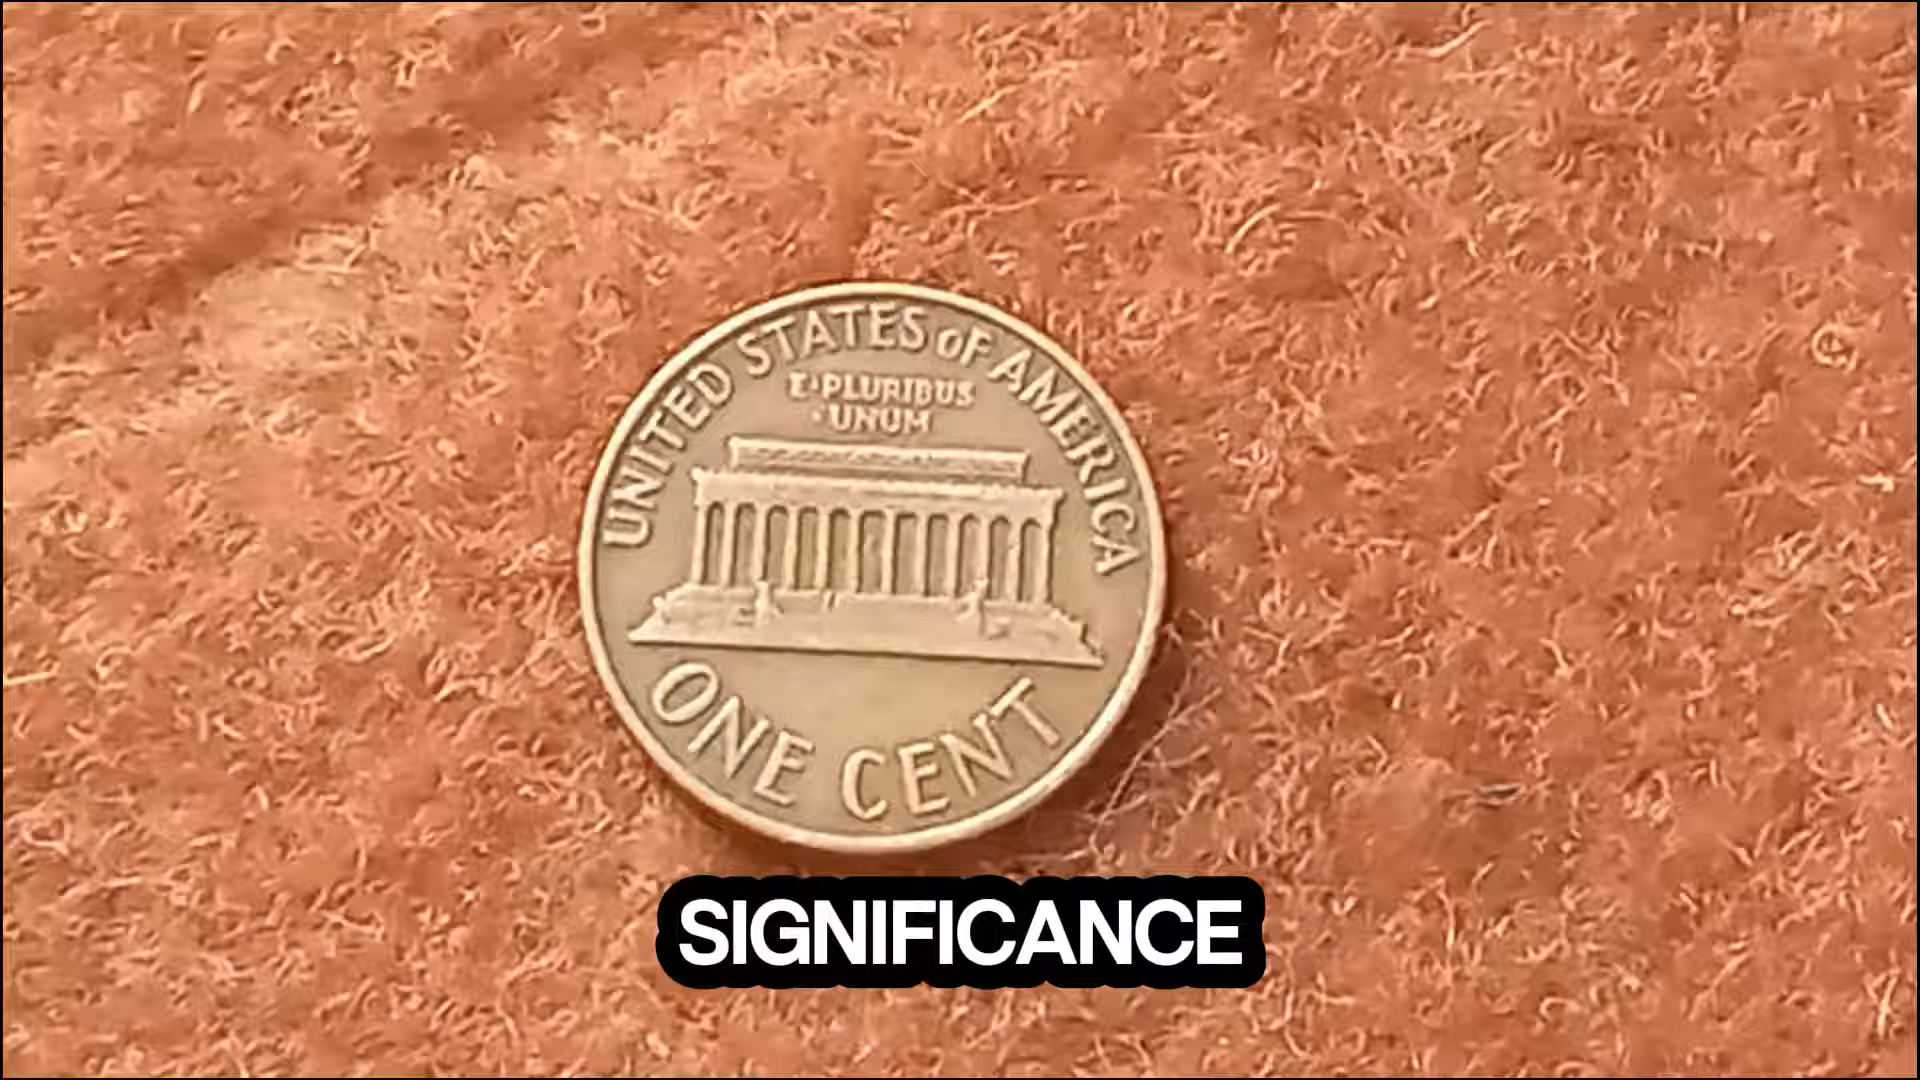 UNITED STATES oF AMERICA
E·PLURIBUS
·UNUM
ONE CENT
SIGNIFICANCE